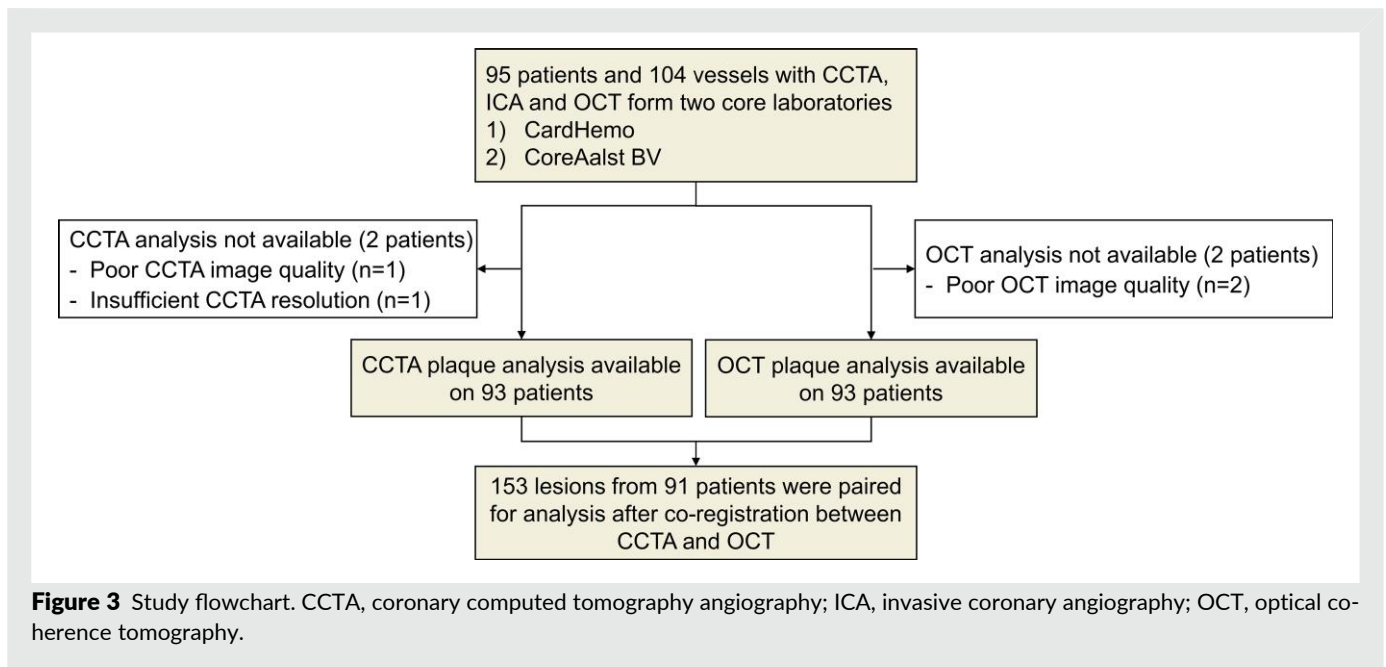 95 patients and 104 vessels with CCTA,
ICA and OCT form two core laboratories
1) CardHemo
2) CoreAalst BV
CCTA analysis not available (2 patients)
- Poor CCTA image quality (n=1)
- Insufficient CCTA resolution (n=1)
OCT analysis not available (2 patients)
- Poor OCT image quality (n=2)
CCTA plaque analysis available
on 93 patients
OCT plaque analysis available
on 93 patients
153 lesions from 91 patients were paired
for analysis after co-registration between
CCTA and OCT
Figure 3 Study flowchart. CCTA, coronary computed tomography angiography; ICA, invasive coronary angiography; OCT, optical co-
herence tomography.